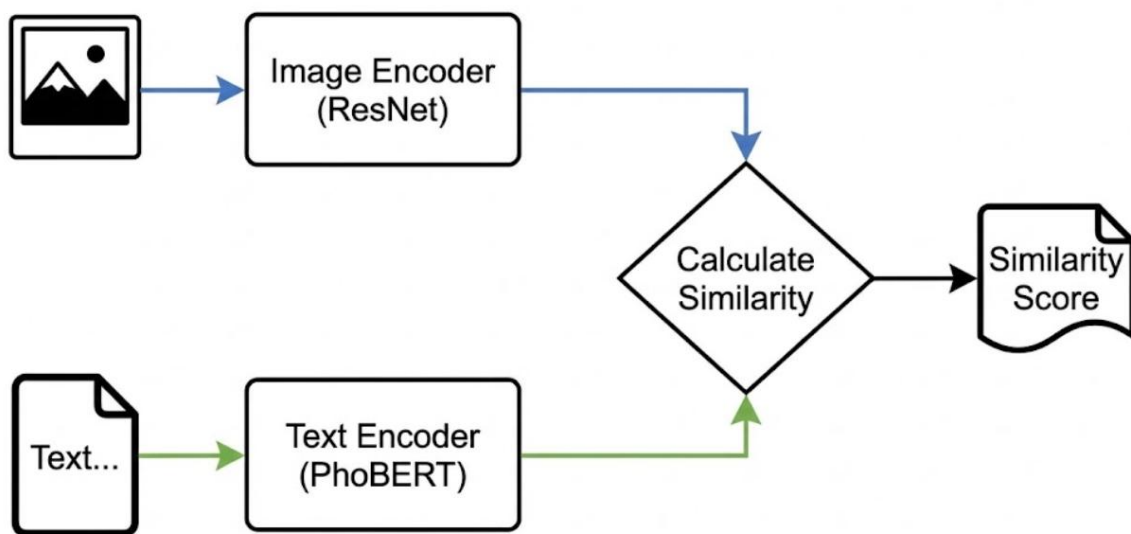 Image Encoder
(ResNet)
Calculate
Similarity
Similarity
Score
Text...
Text Encoder
(PhoBERT)